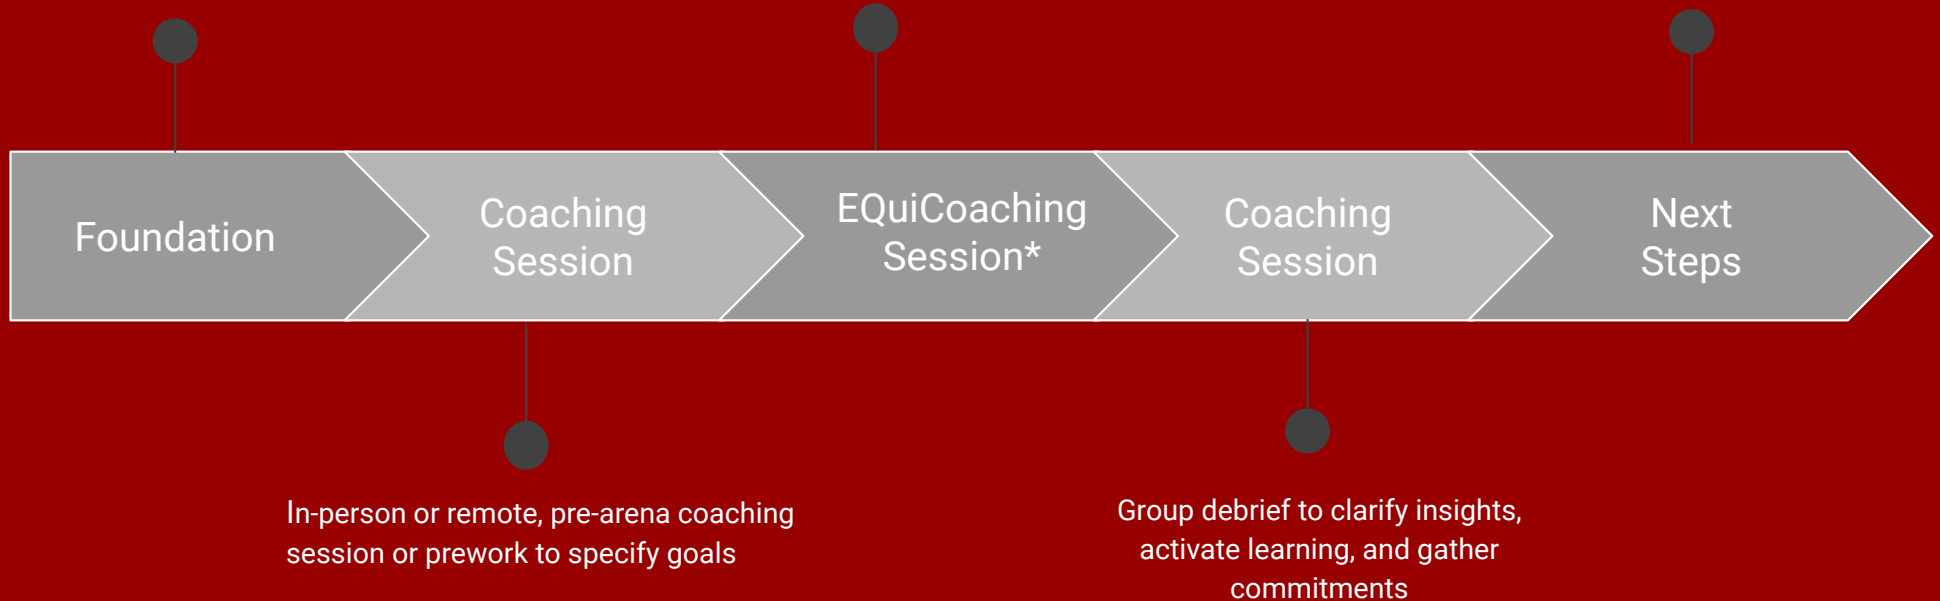 Foundation
Coaching
Session
EQuiCoaching
Session*
Coaching
Session
Next
Steps
In-person or remote, pre-arena coaching
session or prework to specify goals
Group debrief to clarify insights,
activate learning, and gather
commitments